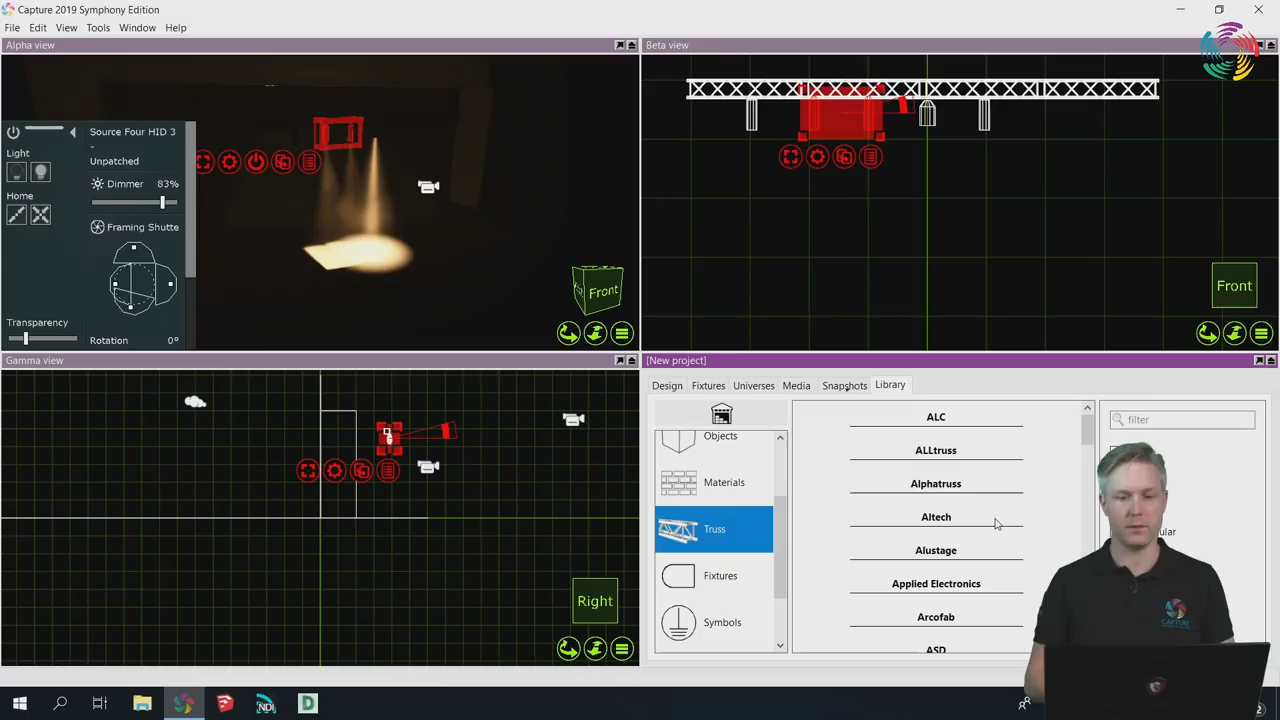 Capture 2019 Symphony Edition
File Edit View Tools Window Help
Alpha view
Beta view
Source Four HID 3
-
Unpatched
Light
Dimmer 83%
Home
Framing Shutte
Transparency
Rotation 0°
Front
Front
Gamma view
Right
[New project]
Design Fixtures Universes Media Snapshots Library
Objects
Materials
Truss
Fixtures
Symbols
ALC
ALLtruss
Alphatruss
Altech
Alustage
Applied Electronics
Arcofab
ASD
filter
CAPTURE
NDI
D